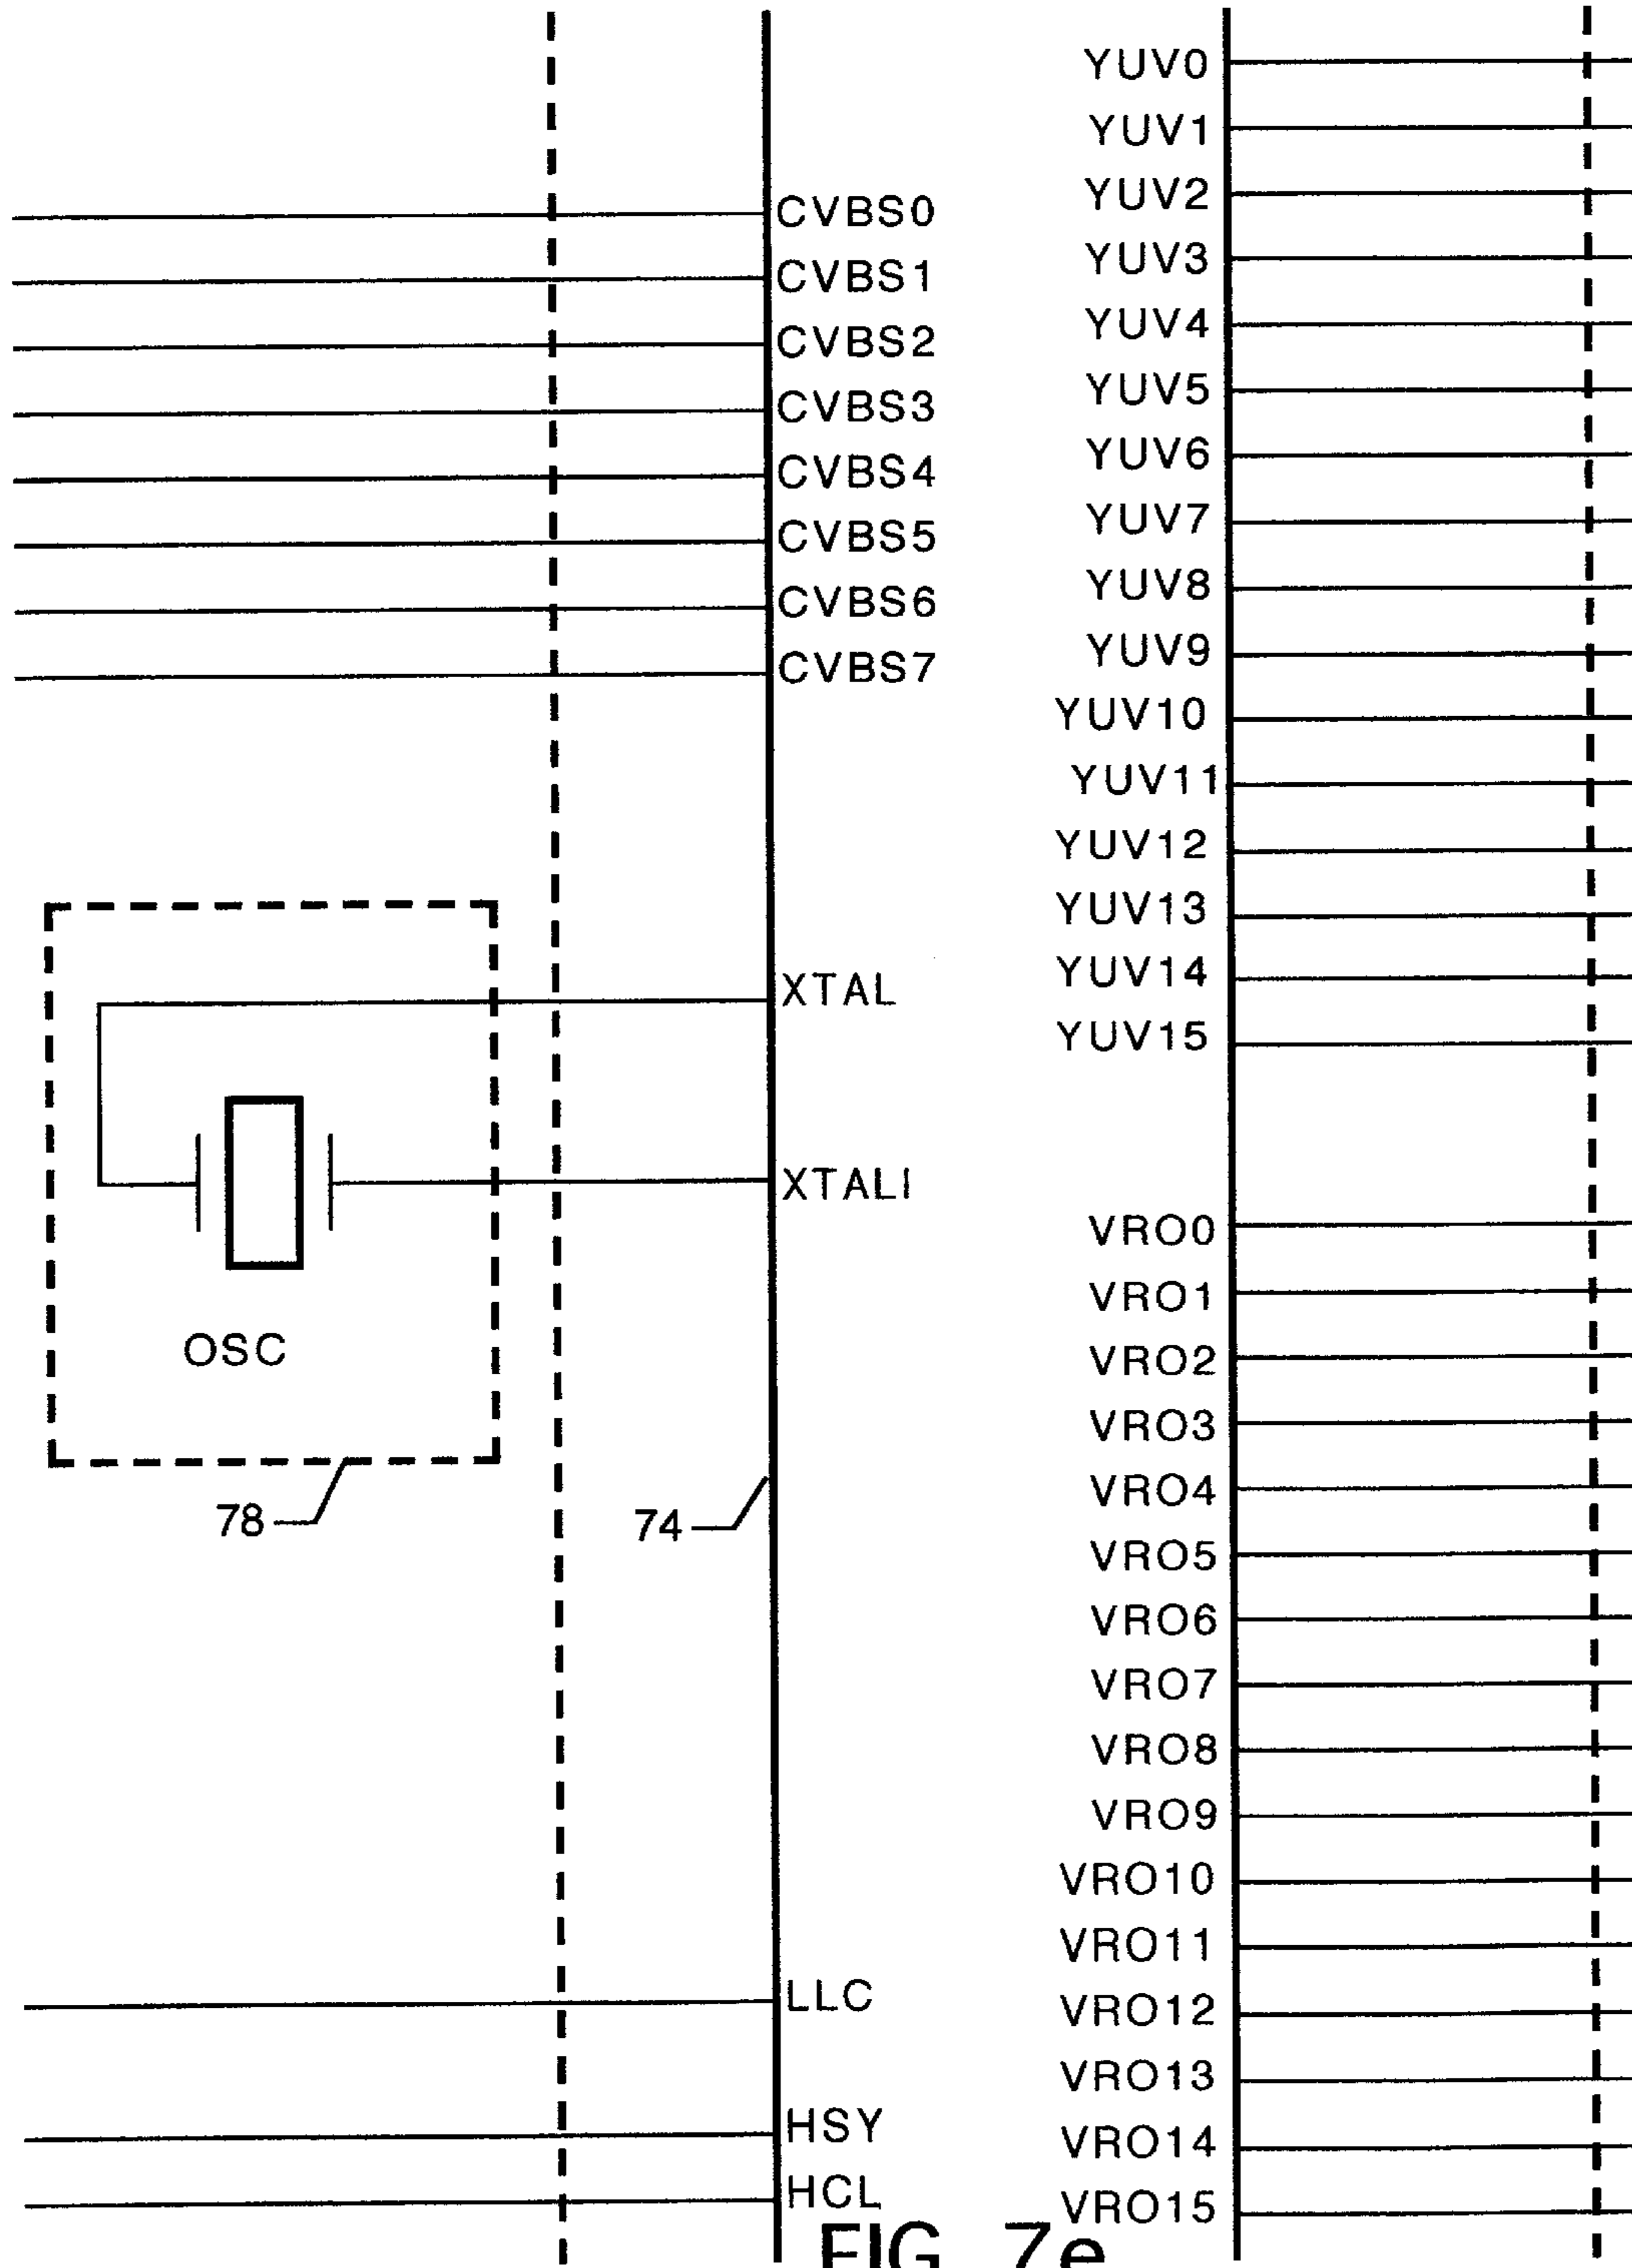 CVBS0
CVBS1
CVBS2
CVBS3
CVBS4
CVBS5
CVBS6
CVBS7
XTAL
XTALI
OSC
78
74
LLC
HSY
HCL
YUV0
YUV1
YUV2
YUV3
YUV4
YUV5
YUV6
YUV7
YUV8
YUV9
YUV10
YUV11
YUV12
YUV13
YUV14
YUV15
VRO0
VRO1
VRO2
VRO3
VRO4
VRO5
VRO6
VRO7
VRO8
VRO9
VRO10
VRO11
VRO12
VRO13
VRO14
VRO15
FIG 7e